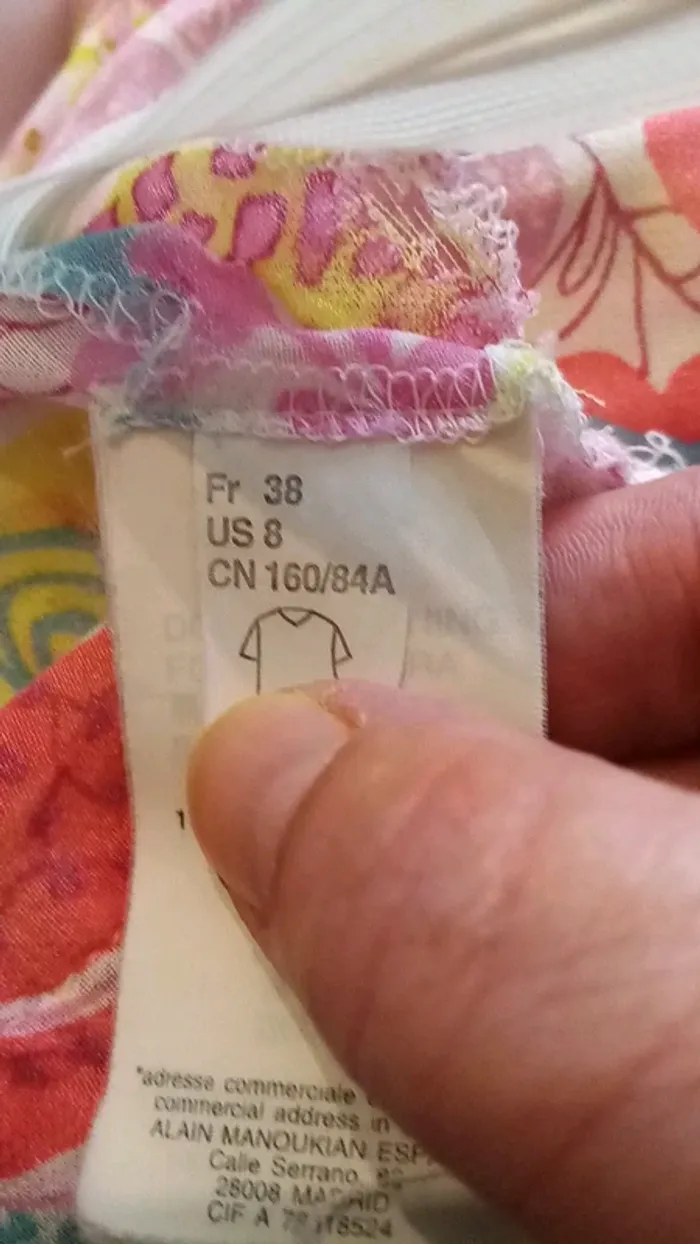 Fr 38
US 8
CN 160/84A
1
*adresse commerciale
commercial address in
ALAIN MANOUKIAN
Calle Serrano,
28008 MADRID
CIF A